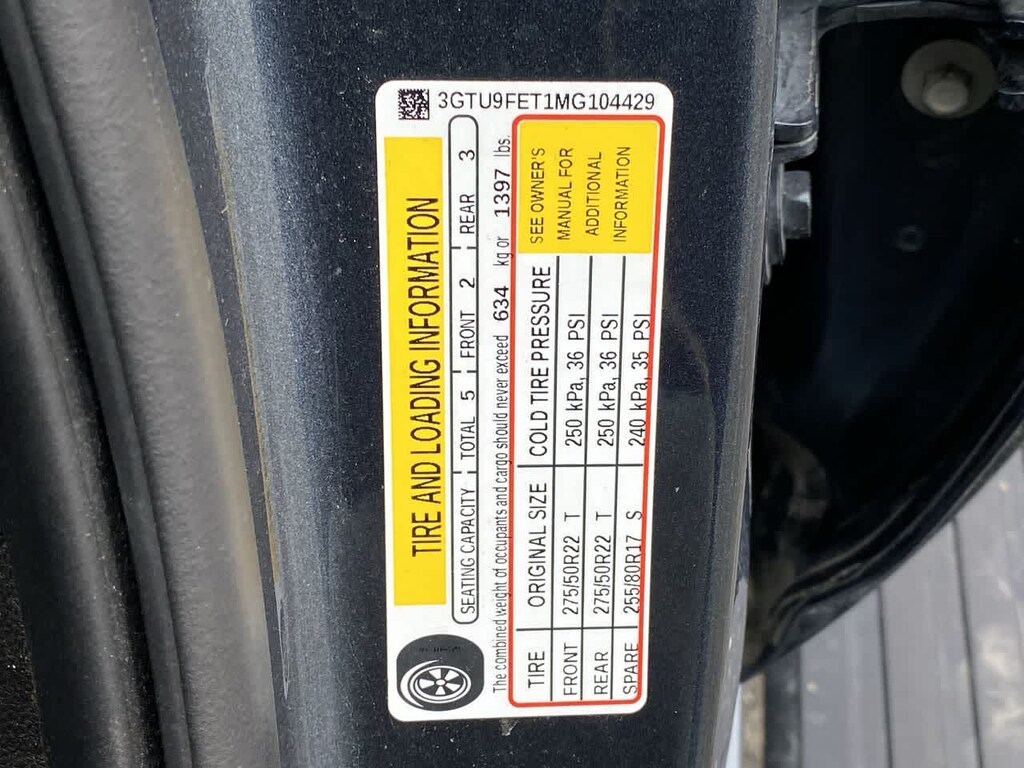 3GTU9FET1MG104429
TIRE AND LOADING INFORMATION
SEATING CAPACITY | TOTAL 5 | FRONT 2 | REAR 3
The combined weight of occupants and cargo should never exceed 634 kg or 1397 lbs.
TIRE ORIGINAL SIZE COLD TIRE PRESSURE SEE OWNER'S
FRONT 275/50R22 T 250 kPa, 36 PSI MANUAL FOR
REAR 275/50R22 T 250 kPa, 36 PSI ADDITIONAL
SPARE 255/80R17 S 240 kPa, 35 PSI INFORMATION